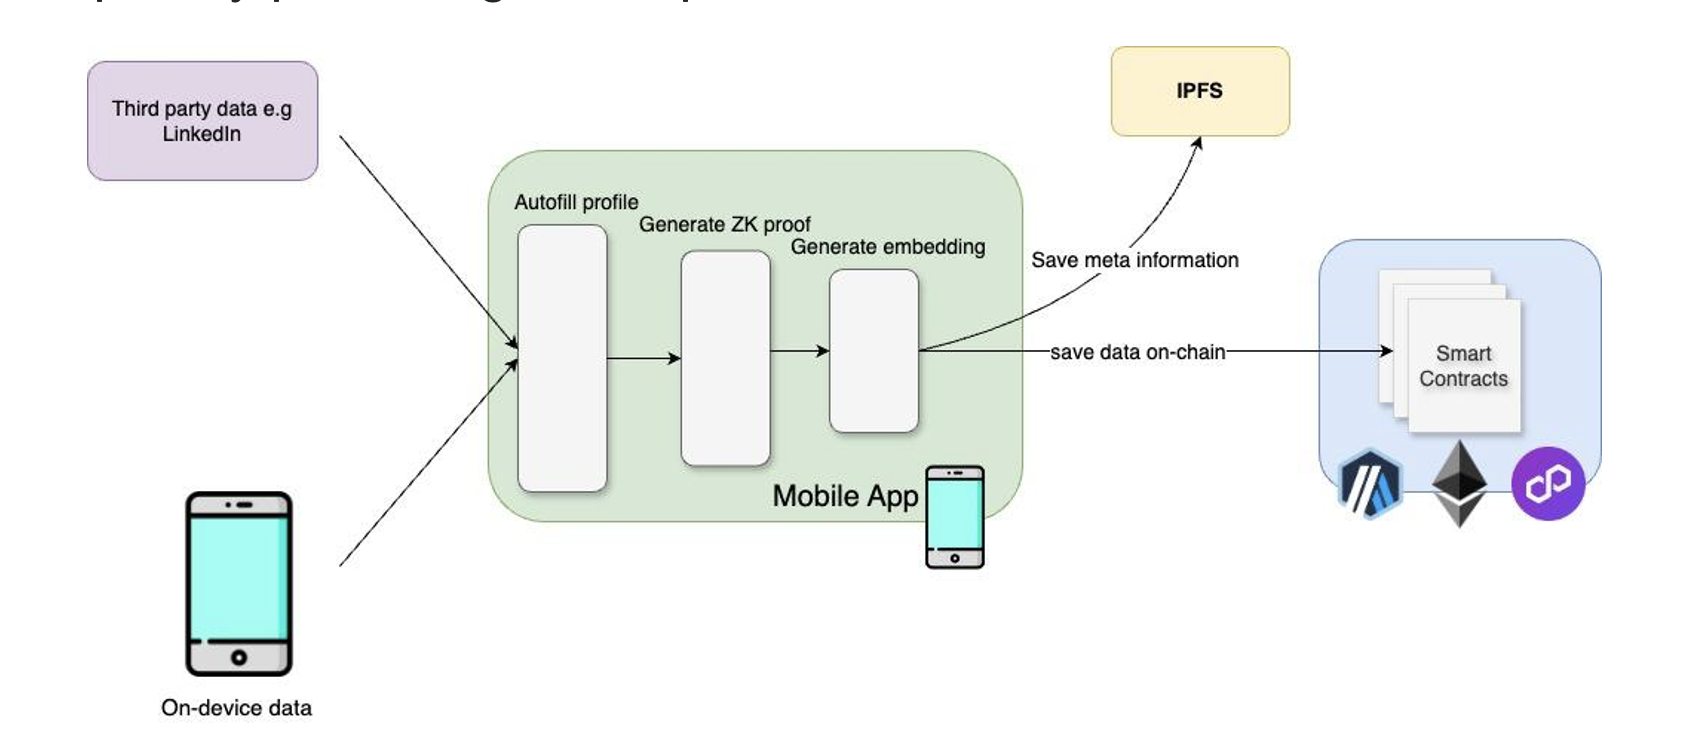 Third party data e.g
LinkedIn
IPFS
Autofill profile
Generate ZK proof
Generate embedding
Save meta information
save data on-chain
Smart
Contracts
Mobile App
On-device data